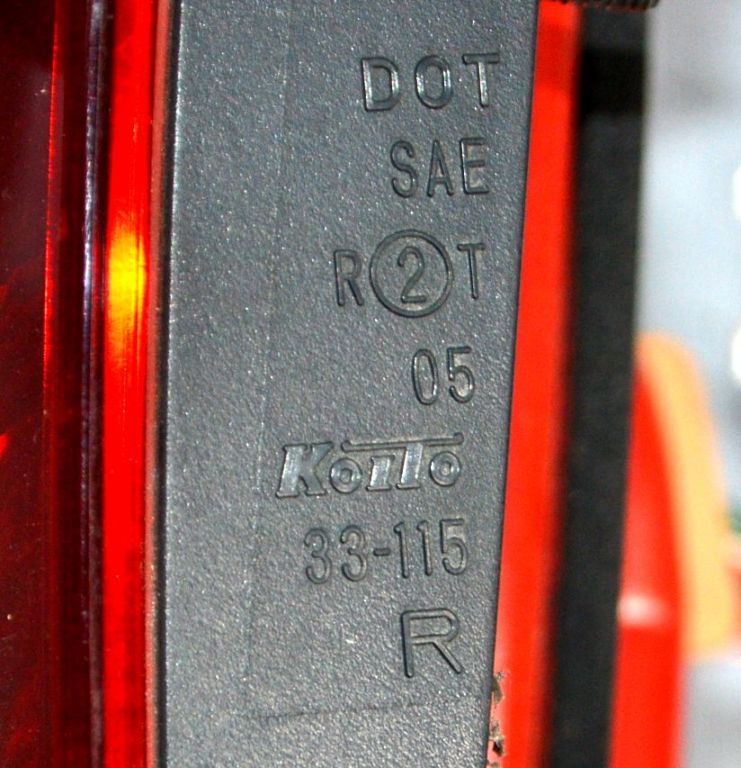 DOT
SAE
R②T
05
KOITO
33-115
R